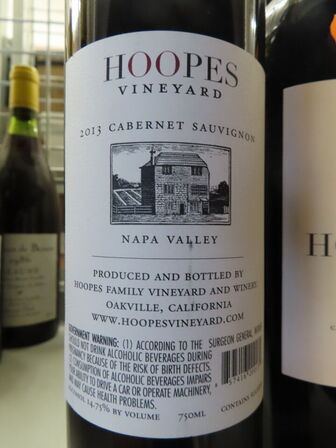 HOOPES
VINEYARD
2013 CABERNET SAUVIGNON
NAPA VALLEY
PRODUCED AND BOTTLED BY
HOOPES FAMILY VINEYARD AND WINERY
OAKVILLE, CALIFORNIA
WWW.HOOPESVINEYARD.COM
GOVERNMENT WARNING: (1) ACCORDING TO THE SURGEON GENERAL, WOMEN
SHOULD NOT DRINK ALCOHOLIC BEVERAGES DURING
PREGNANCY BECAUSE OF THE RISK OF BIRTH DEFECTS.
CONSUMPTION OF ALCOHOLIC BEVERAGES IMPAIRS
ABILITY TO DRIVE A CAR OR OPERATE MACHINERY,
MAY CAUSE HEALTH PROBLEMS.
14.75% BY VOLUME 750ML CONTAINS
H